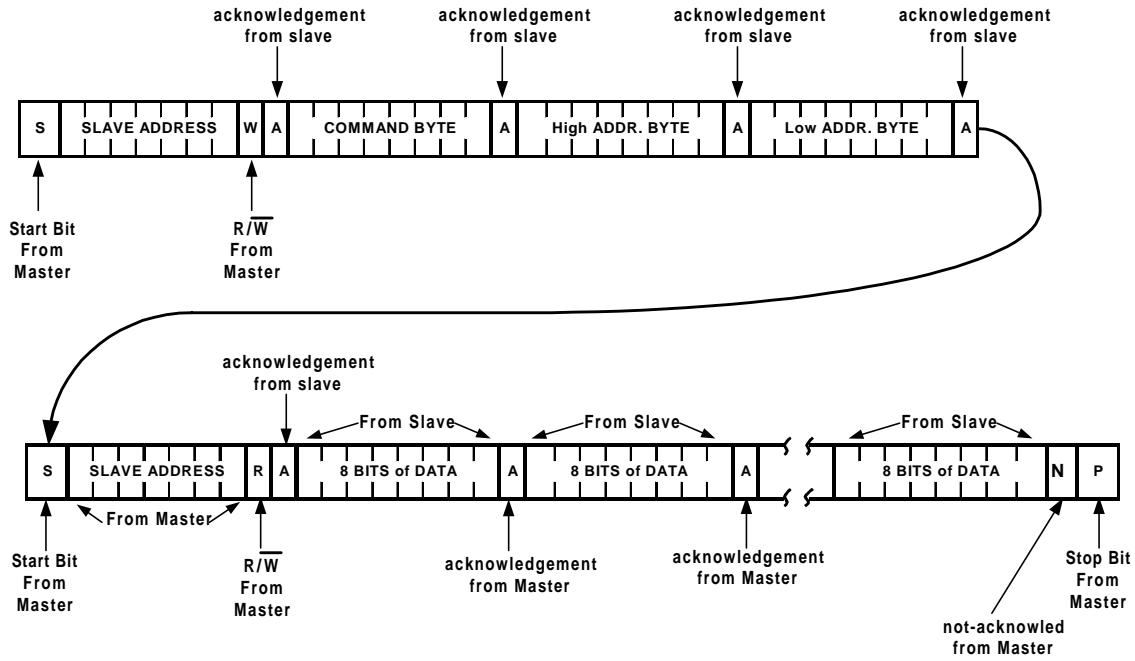 acknowledgement
from slave
acknowledgement
from slave
acknowledgement
from slave
acknowledgement
from slave
S SLAVE ADDRESS W A COMMAND BYTE A High ADDR. BYTE A Low ADDR. BYTE A
Start Bit
From
Master
R/W̅
From
Master
acknowledgement
from slave
From Slave
From Slave
From Slave
S SLAVE ADDRESS R A 8 BITS of DATA A 8 BITS of DATA A 8 BITS of DATA N P
From Master
Start Bit
From
Master
R/W̅
From
Master
acknowledgement
from Master
acknowledgement
from Master
Stop Bit
From
Master
not-acknowled
from Master